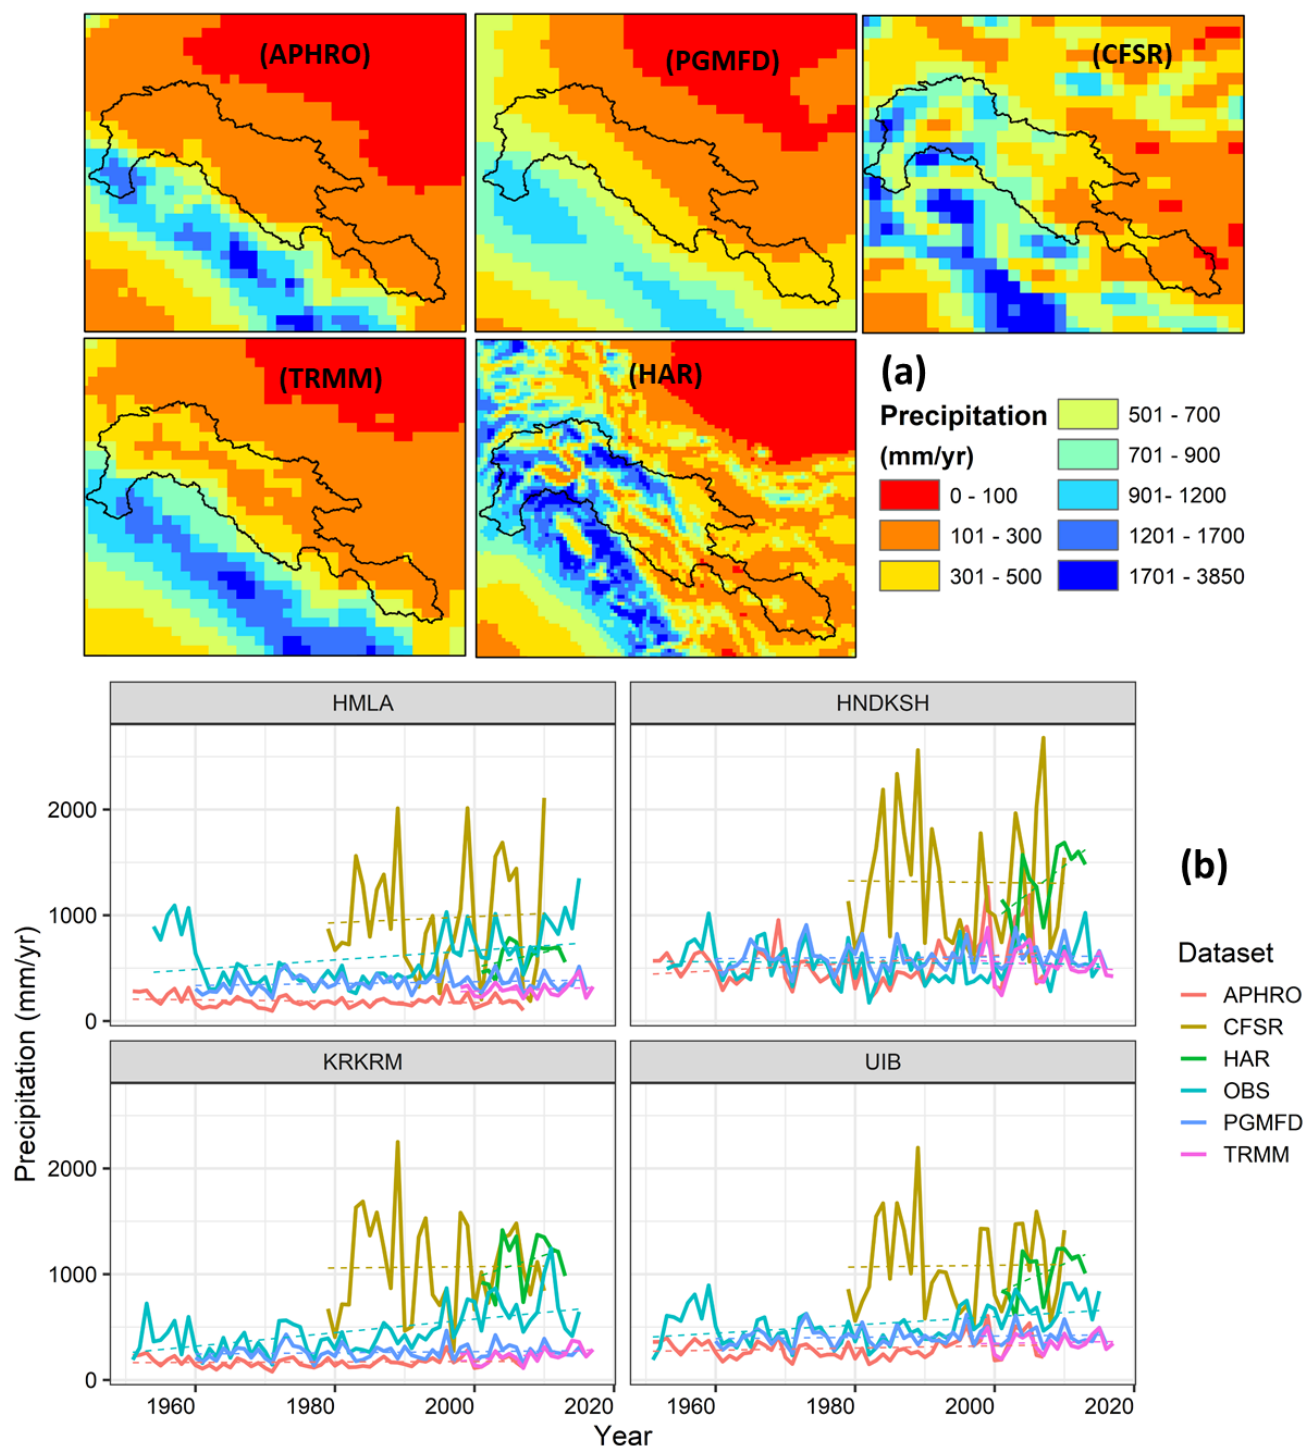 (APHRO)
(PGMFD)
(CFSR)
(TRMM)
(HAR)
(a)
Precipitation
(mm/yr)
0 - 100
101 - 300
301 - 500
501 - 700
701 - 900
901- 1200
1201 - 1700
1701 - 3850
HMLA
HNDKSH
2000
1000
0
KRKRM
UIB
2000
1000
0
1960
1980
2000
2020
1960
1980
2000
2020
Precipitation (mm/yr)
Year
(b)
Dataset
APHRO
CFSR
HAR
OBS
PGMFD
TRMM